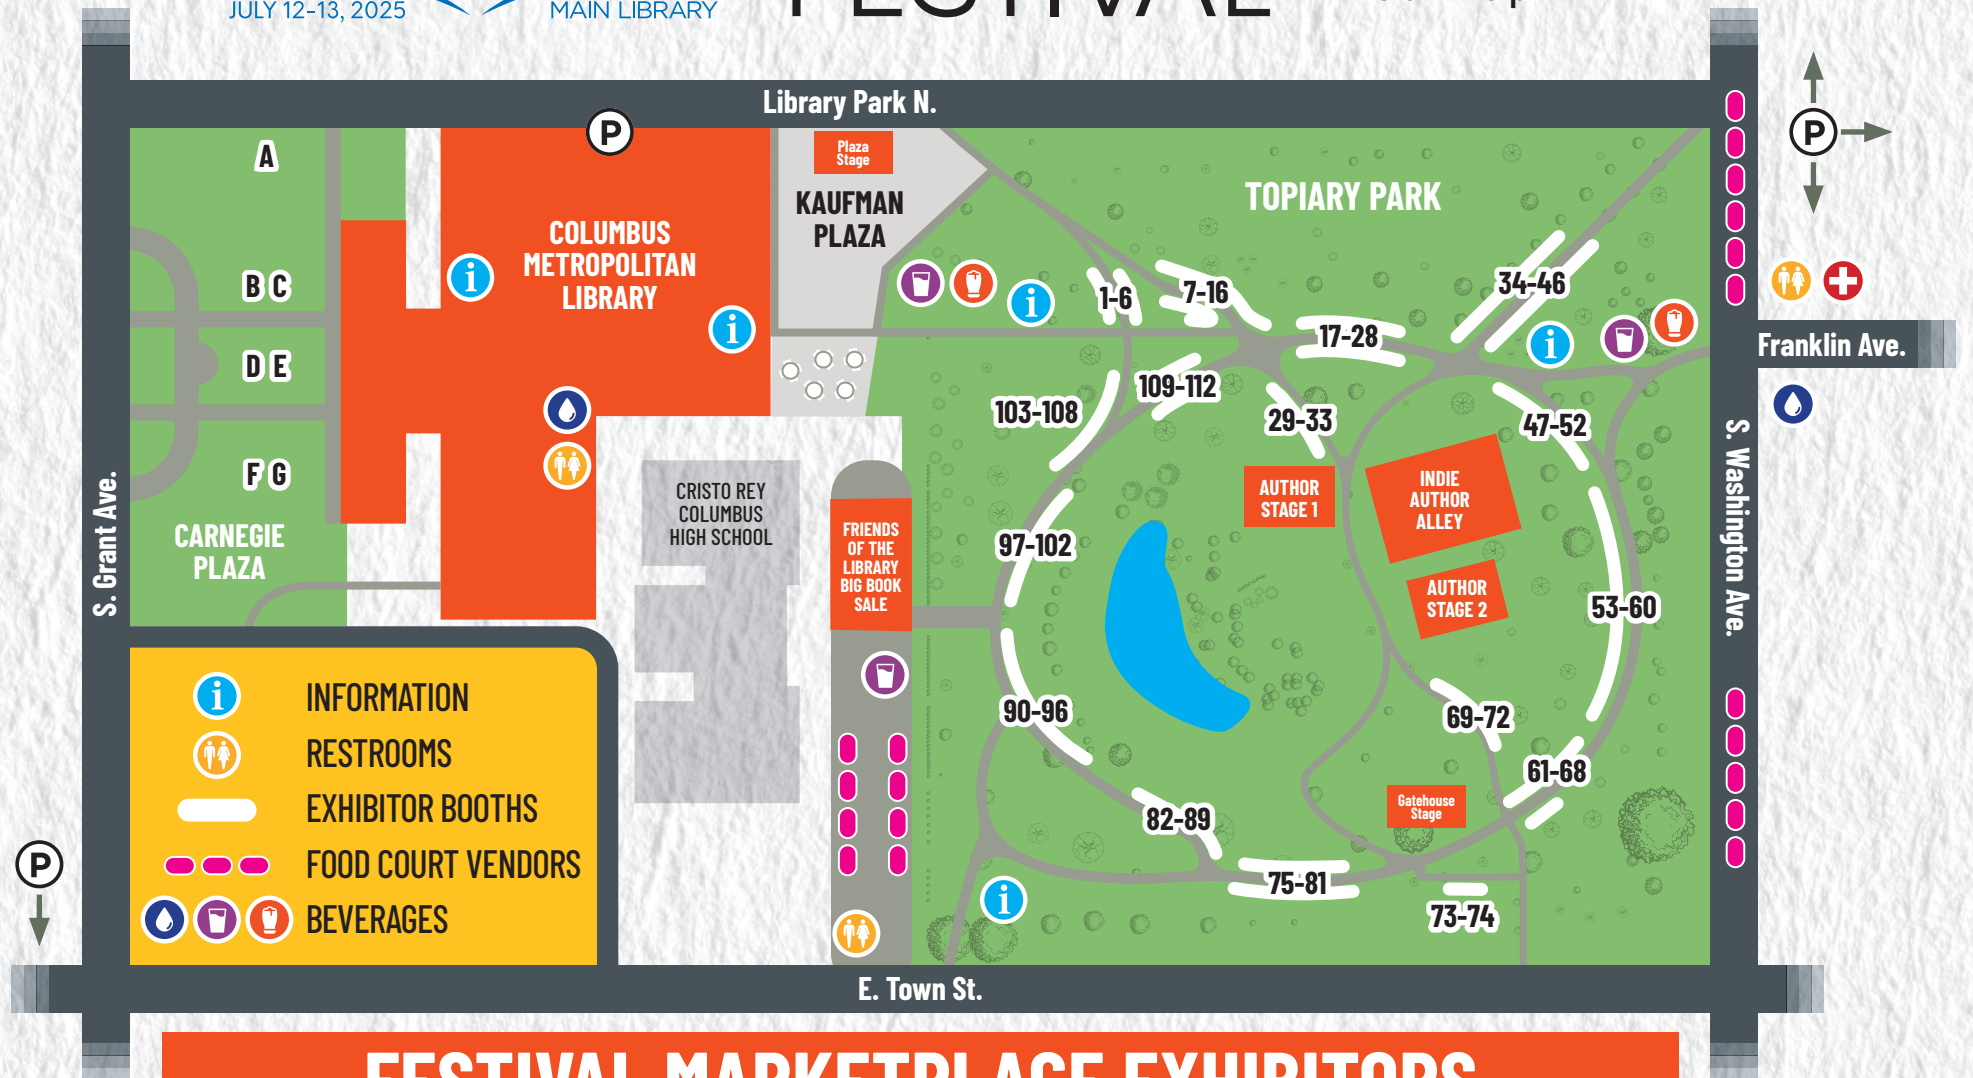 JULY 12-13, 2025
MAIN LIBRARY
FESTIVAL
Library Park N.
P
P
A
Plaza
Stage
KAUFMAN
PLAZA
TOPIARY PARK
COLUMBUS
METROPOLITAN
LIBRARY
B C
i
i
i
1-6
7-16
34-46
17-28
i
Franklin Ave.
D E
109-112
103-108
29-33
47-52
F G
S. Grant Ave.
S. Washington Ave.
CRISTO REY
COLUMBUS
HIGH SCHOOL
AUTHOR
STAGE 1
INDIE
AUTHOR
ALLEY
CARNEGIE
PLAZA
FRIENDS
OF THE
LIBRARY
BIG BOOK
SALE
97-102
AUTHOR
STAGE 2
53-60
90-96
69-72
61-68
Gatehouse
Stage
82-89
75-81
73-74
i
i
INFORMATION
RESTROOMS
EXHIBITOR BOOTHS
FOOD COURT VENDORS
BEVERAGES
P
E. Town St.
FESTIVAL MARKETPLACE EXHIBITORS